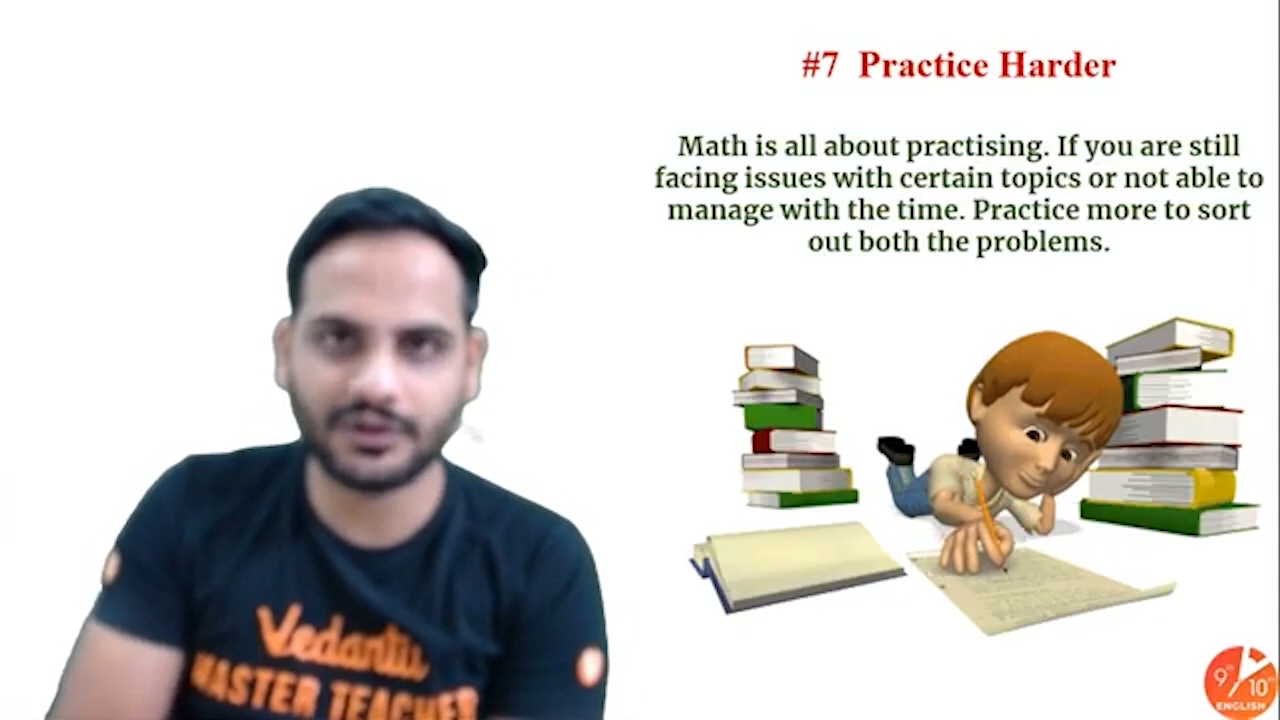 #7 Practice Harder
Math is all about practising. If you are still
facing issues with certain topics or not able to
manage with the time. Practice more to sort
out both the problems.
Vedantu
MASTER TEACHER
9th
10th
ENGLISH